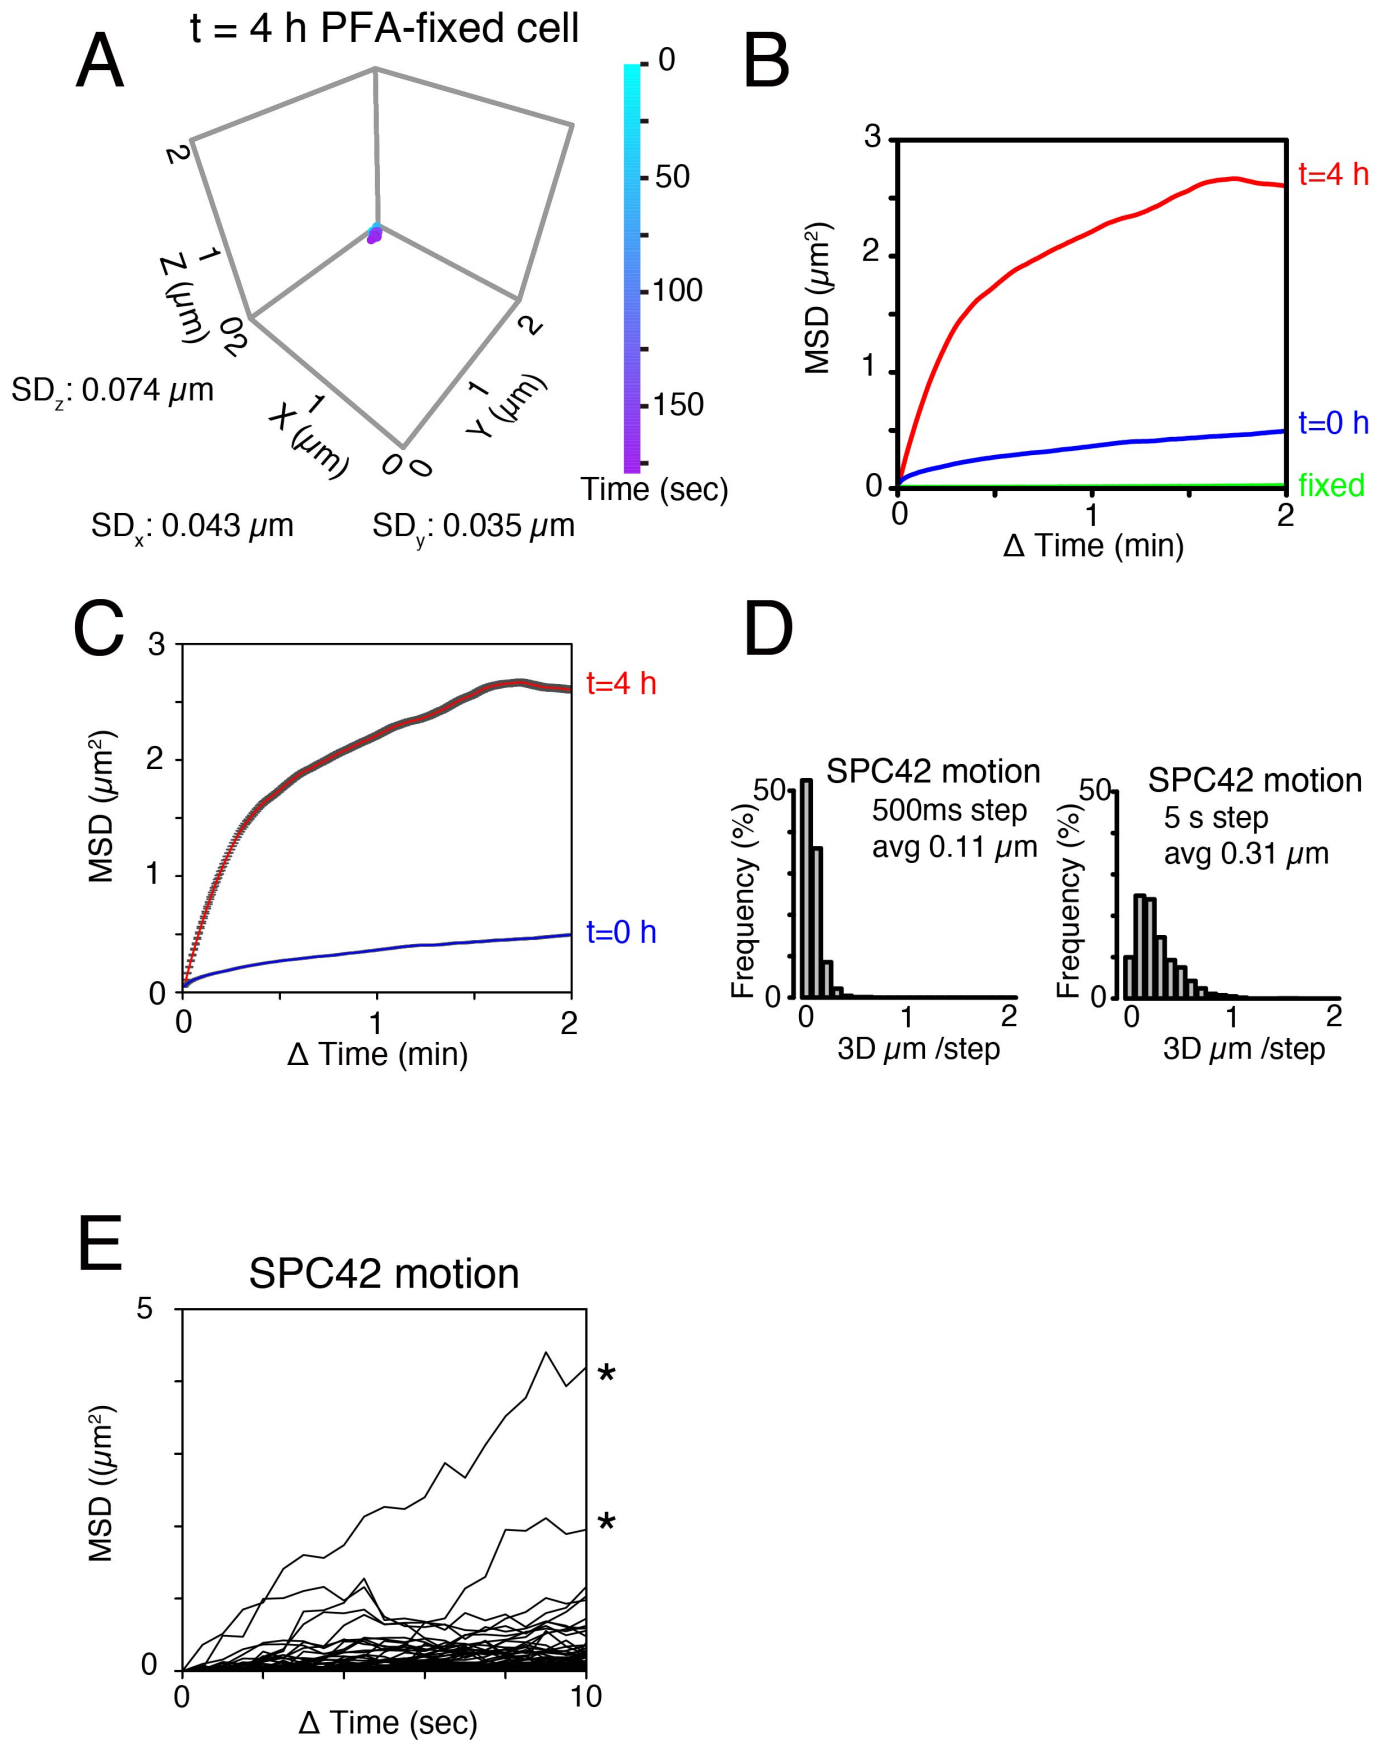 A
t = 4 h PFA-fixed cell
0
50
100
150
Time (sec)
2
1
0
Z (µm)
2
1
0
X (µm)
0
1
2
Y (µm)
SDz: 0.074 µm
SDx: 0.043 µm
SDy: 0.035 µm
B
3
2
1
0
MSD (µm²)
t=4 h
t=0 h
fixed
0 1 2
Δ Time (min)
C
3
2
1
0
MSD (µm²)
t=4 h
t=0 h
0 1 2
Δ Time (min)
D
SPC42 motion
500ms step
avg 0.11 µm
50
0
Frequency (%)
0 1 2
3D µm /step
SPC42 motion
5 s step
avg 0.31 µm
50
0
Frequency (%)
0 1 2
3D µm /step
E
SPC42 motion
5
0
MSD ((µm²)
*
*
0 10
Δ Time (sec)